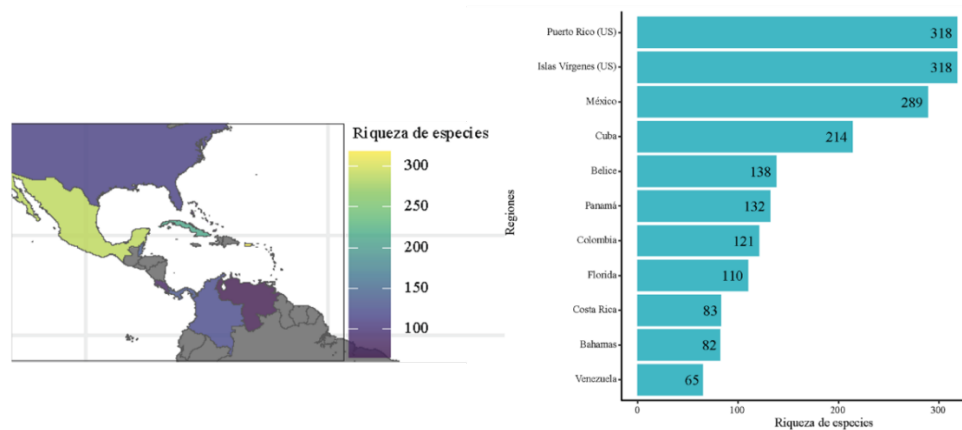 Riqueza de especies
300
250
200
150
100
Regiones
Puerto Rico (US)
318
Islas Vírgenes (US)
318
México
289
Cuba
214
Belice
138
Panamá
132
Colombia
121
Florida
110
Costa Rica
83
Bahamas
82
Venezuela
65
0
100
200
300
Riqueza de especies